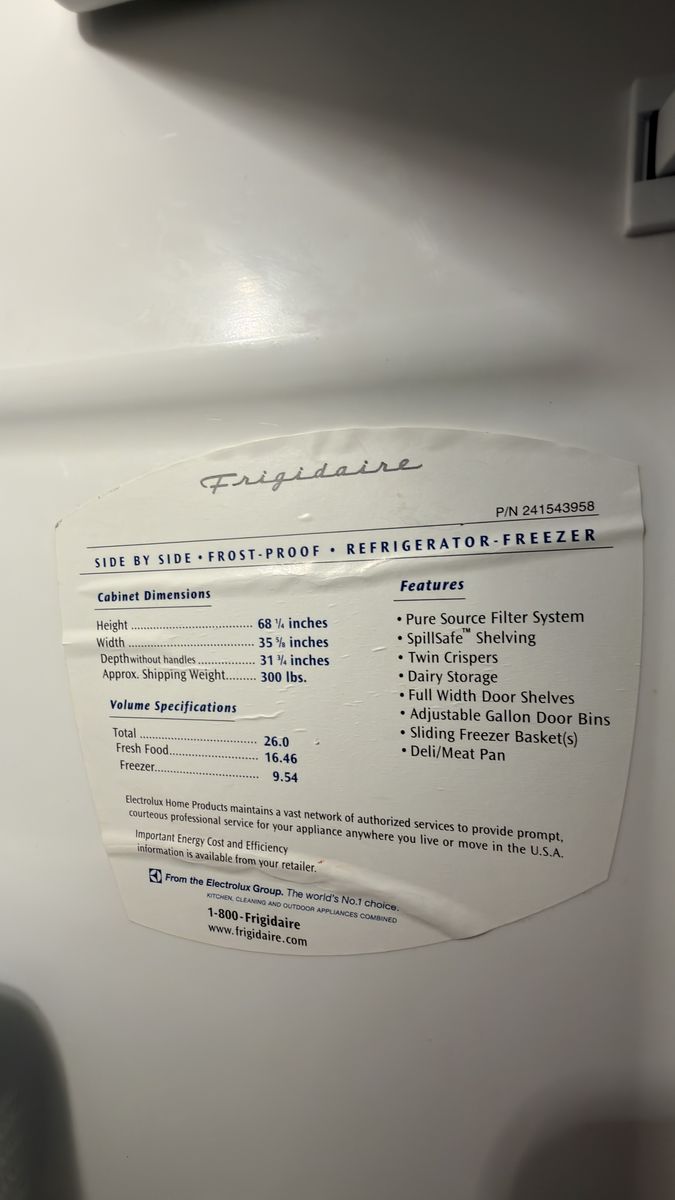 Frigidaire
P/N 241543958
SIDE BY SIDE • FROST-PROOF • REFRIGERATOR-FREEZER
Cabinet Dimensions
Height .............................. 68 1/4 inches
Width ............................... 35 5/8 inches
Depth without handles .............. 31 3/4 inches
Approx. Shipping Weight........ 300 lbs.
Volume Specifications
Total ................................... 26.0
Fresh Food........................... 16.46
Freezer............................... 9.54
Features
• Pure Source Filter System
• SpillSafe™ Shelving
• Twin Crispers
• Dairy Storage
• Full Width Door Shelves
• Adjustable Gallon Door Bins
• Sliding Freezer Basket(s)
• Deli/Meat Pan
Electrolux Home Products maintains a vast network of authorized services to provide prompt,
courteous professional service for your appliance anywhere you live or move in the U.S.A.
Important Energy Cost and Efficiency
information is available from your retailer.
From the Electrolux Group. The world's No.1 choice.
KITCHEN, CLEANING AND OUTDOOR APPLIANCES COMBINED
1-800-Frigidaire
www.frigidaire.com